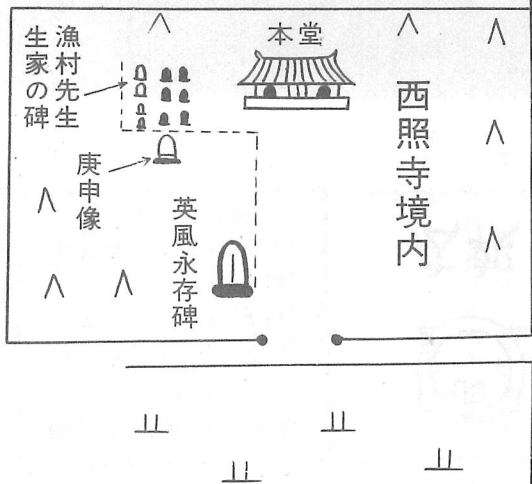 本堂
西照寺境内
漁村先生
生家の碑
庚申像
英風永存碑